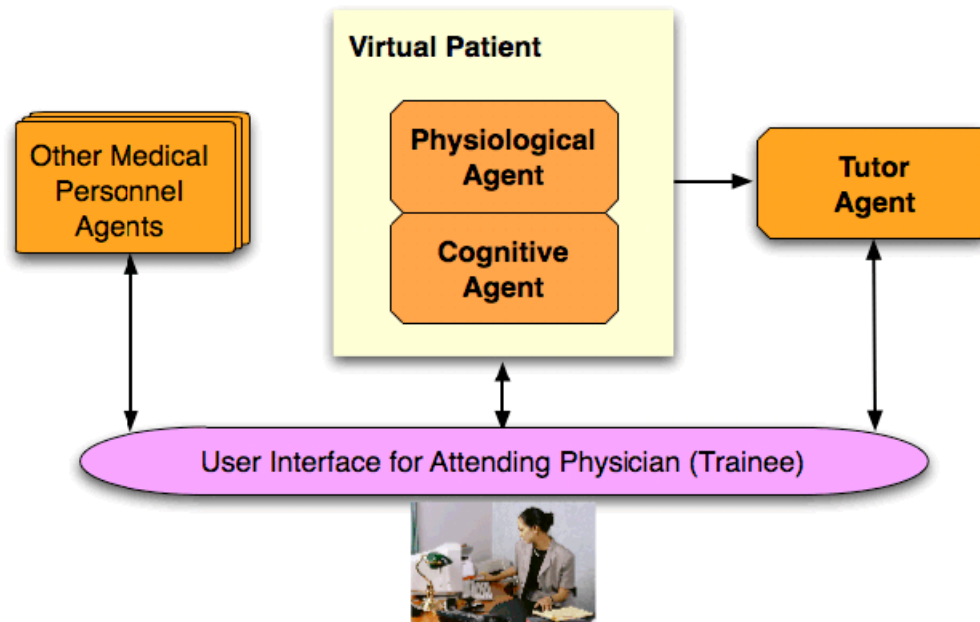 Virtual Patient
Other Medical
Personnel
Agents
Physiological
Agent
Cognitive
Agent
Tutor
Agent
User Interface for Attending Physician (Trainee)